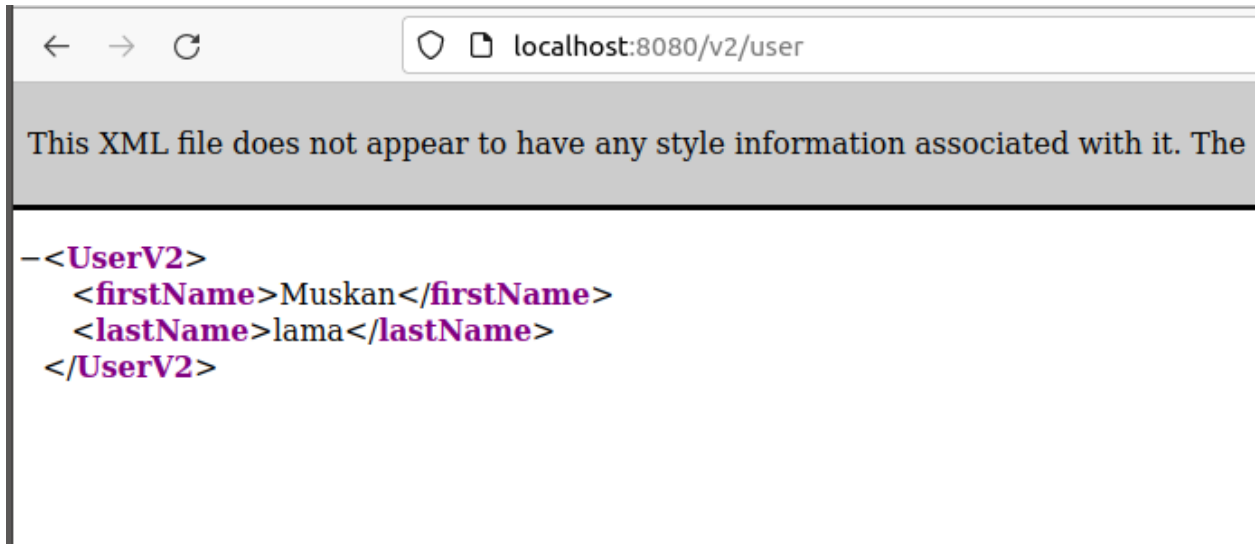 localhost:8080/v2/user
This XML file does not appear to have any style information associated with it. The
−<UserV2>
<firstName>Muskan</firstName>
<lastName>lama</lastName>
</UserV2>